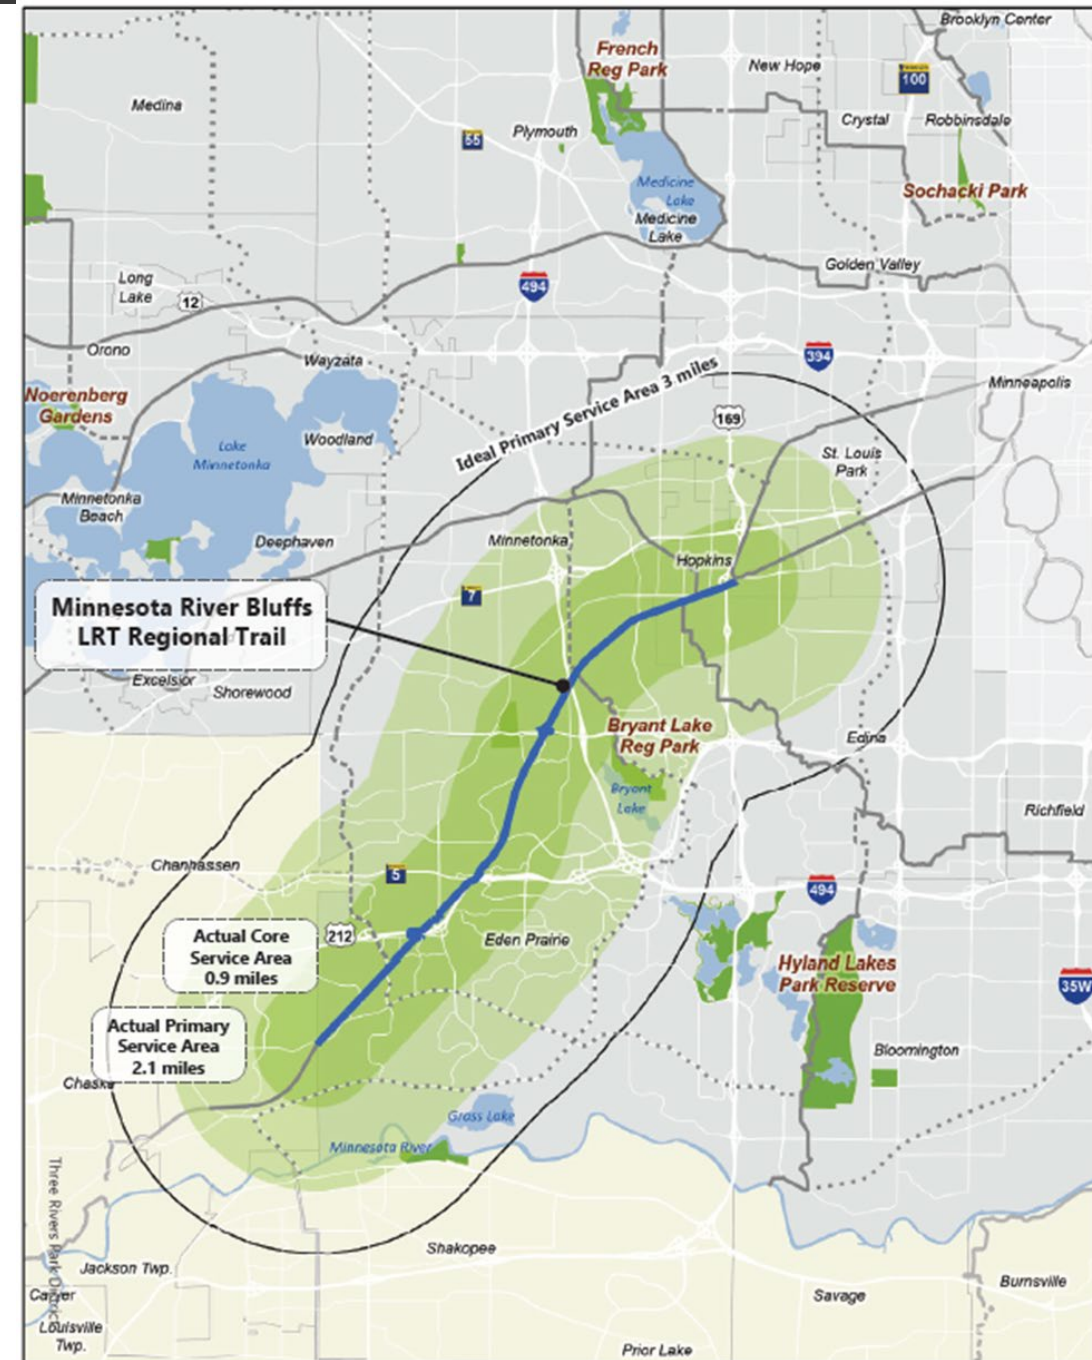 Brooklyn Center
French
Reg Park
New Hope
100
Medina
55
Plymouth
Crystal
Robbinsdale
Medicine
Lake
Sochacki Park
Medicine
Lake
Golden Valley
Long
Lake
12
494
Orono
Wayzata
394
Ideal Primary Service Area 3 miles
Minneapolis
Noerenberg
Gardens
169
Lake
Minnetonka
Woodland
St. Louis
Park
Minnetonka
Beach
Deephaven
Minnetonka
Hopkins
7
Minnesota River Bluffs
LRT Regional Trail
Excelsior
Shorewood
Bryant Lake
Reg Park
Edina
Bryant
Lake
Richfield
Chanhassen
5
494
Actual Core
Service Area
0.9 miles
212
Eden Prairie
Hyland Lakes
Park Reserve
35W
Actual Primary
Service Area
2.1 miles
Bloomington
Chaska
Grass Lake
Minnesota River
Three Rivers Park District
Shakopee
Jackson Twp.
Burnsville
Carver
Savage
Louisville
Twp.
Prior Lake